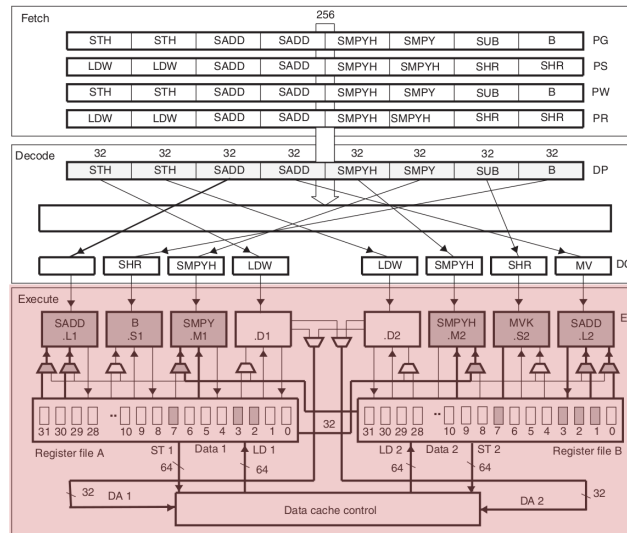 Fetch
256
STH STH SADD SADD SMPYH SMPY SUB B PG
LDW LDW SADD SADD SMPYH SMPYH SHR SHR PS
STH STH SADD SADD SMPYH SMPY SUB B PW
LDW LDW SADD SADD SMPYH SMPYH SHR SHR PR
Decode
32 32 32 32 32 32 32 32
STH STH SADD SADD SMPYH SMPY SUB B DP
SHR SMPYH LDW LDW SMPYH SHR MV
Execute
SADD B SMPY SMPYH MVK SADD
.L1 .S1 .M1 .D1 .D2 .M2 .S2 .L2
31 30 29 28 ·· 10 9 8 7 6 5 4 3 2 1 0 32 31 30 29 28 ·· 10 9 8 7 6 5 4 3 2 1 0
Register file A ST 1 Data 1 LD 1 LD 2 Data 2 ST 2 Register file B
64 64 64 64
32 32
DA 1 DA 2
Data cache control